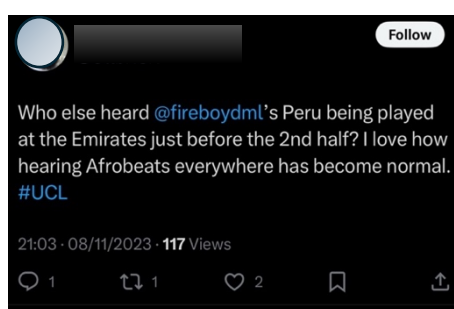 Follow
Who else heard @fireboydml's Peru being played
at the Emirates just before the 2nd half? I love how
hearing Afrobeats everywhere has become normal.
#UCL
21:03 · 08/11/2023 · 117 Views
1 1 2